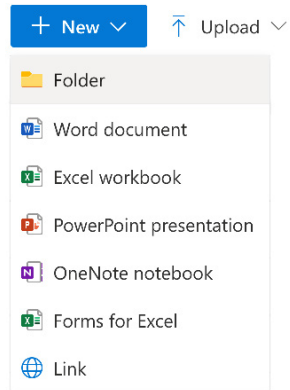 New Upload
Folder
Word document
Excel workbook
PowerPoint presentation
OneNote notebook
Forms for Excel
Link